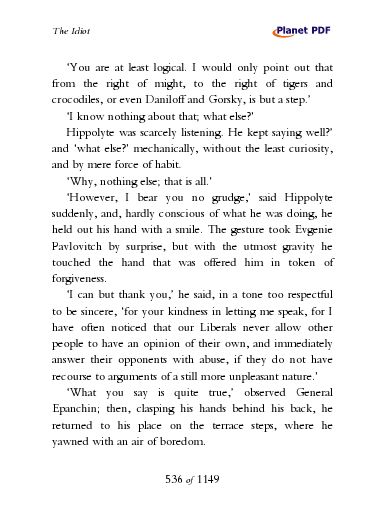 The Idiot
Planet PDF
‘You are at least logical. I would only point out that
from the right of might, to the right of tigers and
crocodiles, or even Daniloff and Gorsky, is but a step.’
‘I know nothing about that; what else?’
Hippolyte was scarcely listening. He kept saying well?’
and ‘what else?’ mechanically, without the least curiosity,
and by mere force of habit.
‘Why, nothing else; that is all.’
‘However, I bear you no grudge,’ said Hippolyte
suddenly, and, hardly conscious of what he was doing, he
held out his hand with a smile. The gesture took Evgenie
Pavlovitch by surprise, but with the utmost gravity he
touched the hand that was offered him in token of
forgiveness.
‘I can but thank you,’ he said, in a tone too respectful
to be sincere, ‘for your kindness in letting me speak, for I
have often noticed that our Liberals never allow other
people to have an opinion of their own, and immediately
answer their opponents with abuse, if they do not have
recourse to arguments of a still more unpleasant nature.’
‘What you say is quite true,’ observed General
Epanchin; then, clasping his hands behind his back, he
returned to his place on the terrace steps, where he
yawned with an air of boredom.
536 of 1149